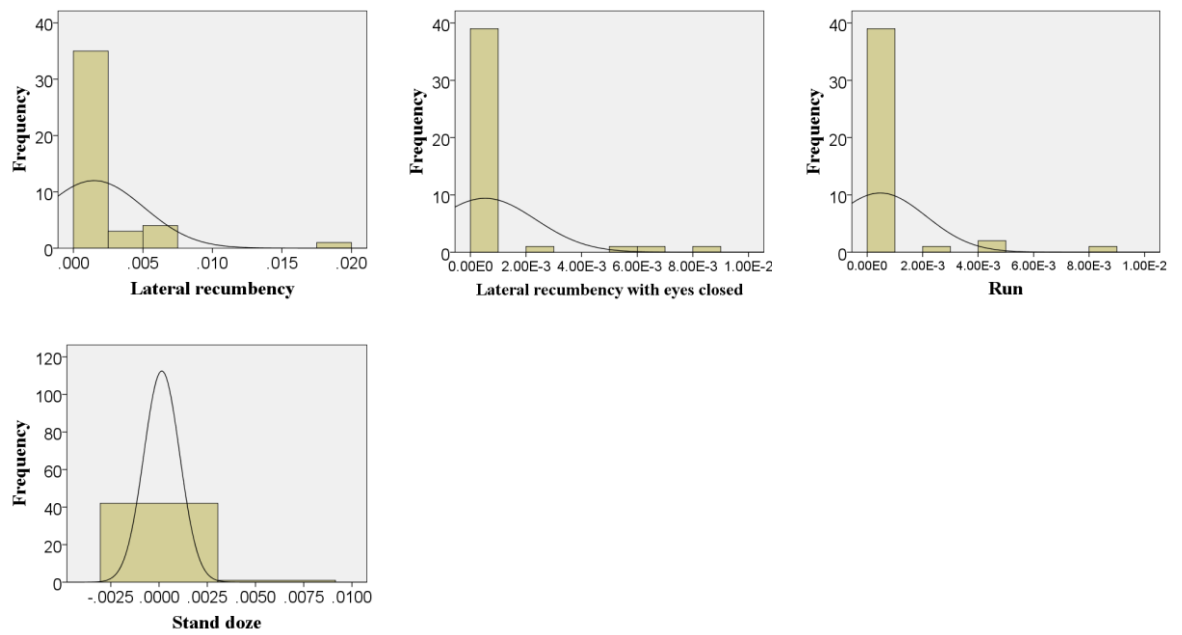 Frequency
40
30
20
10
0
.000 .005 .010 .015 .020
Lateral recumbency
Frequency
40
30
20
10
0
0.00E0 2.00E-3 4.00E-3 6.00E-3 8.00E-3 1.00E-2
Lateral recumbency with eyes closed
Frequency
40
30
20
10
0
0.00E0 2.00E-3 4.00E-3 6.00E-3 8.00E-3 1.00E-2
Run
Frequency
120
100
80
60
40
20
0
-.0025 .0000 .0025 .0050 .0075 .0100
Stand doze